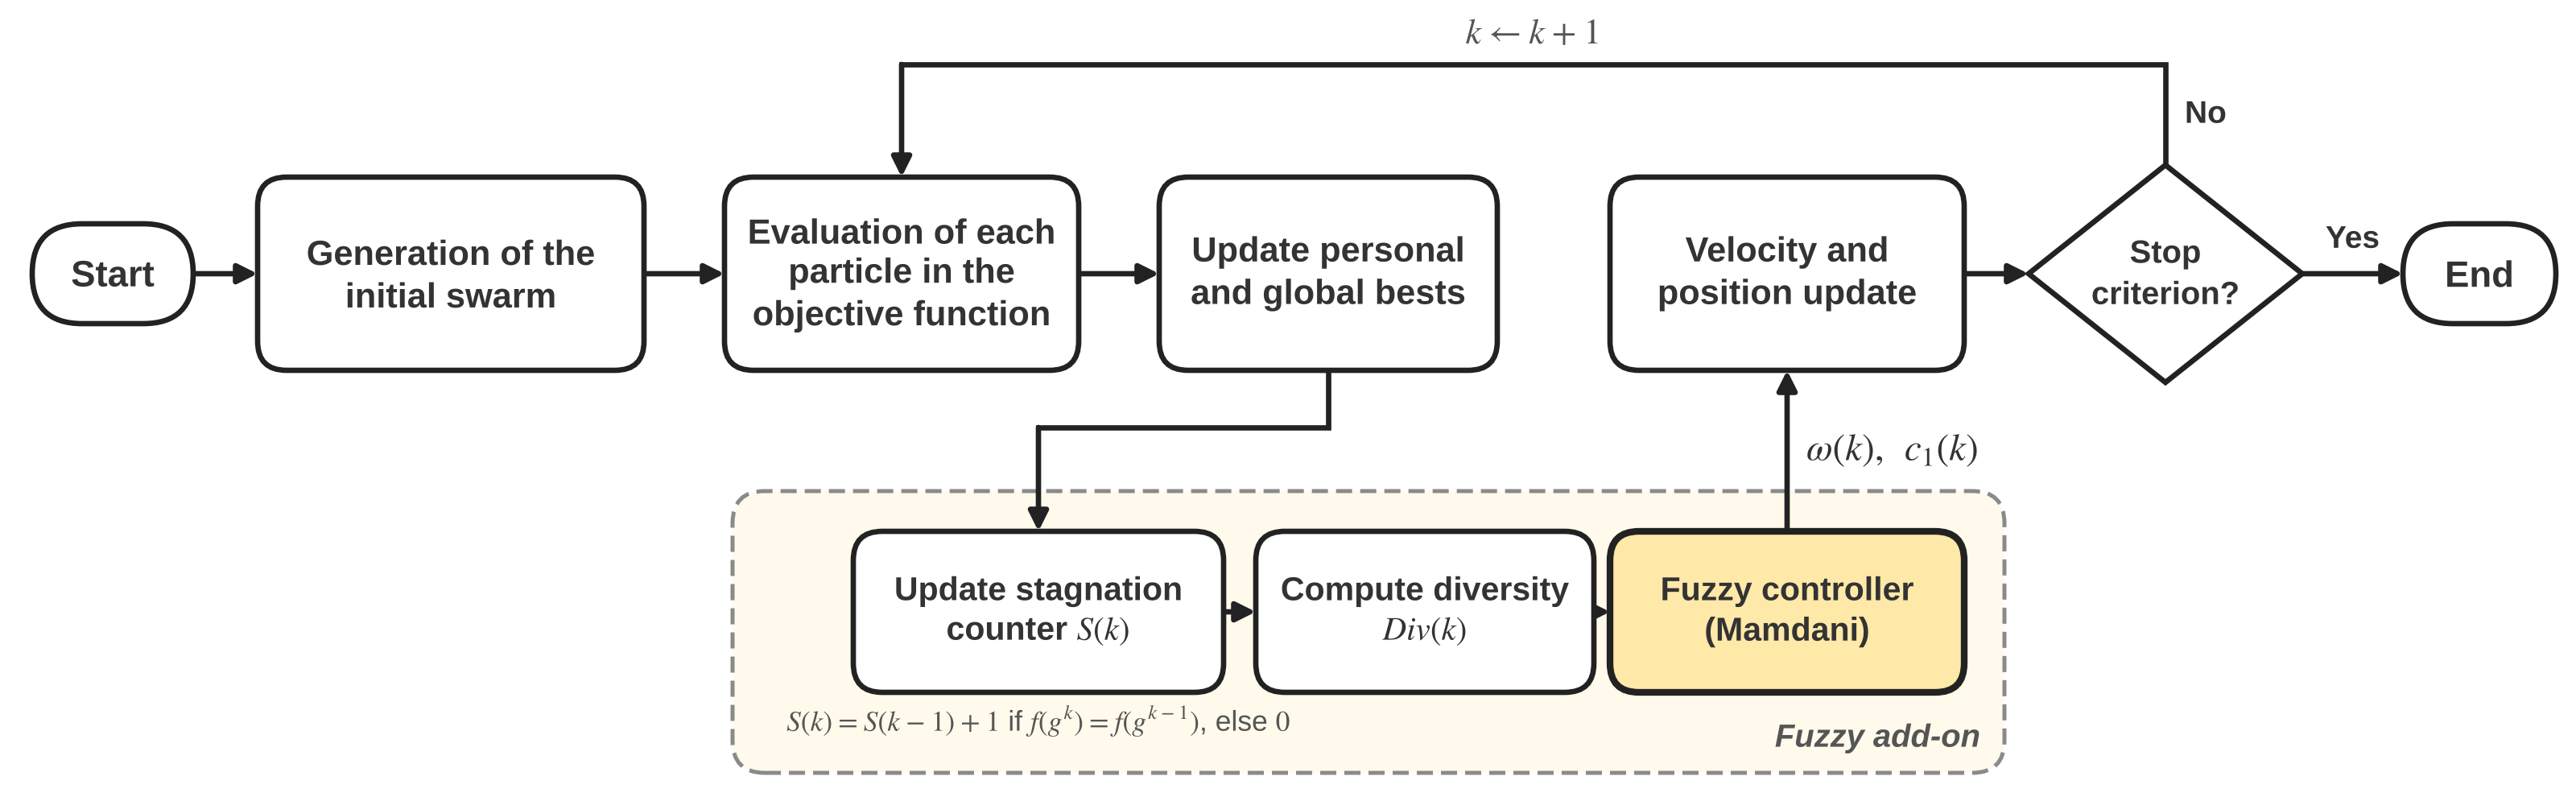 k ← k + 1
No
Start
Generation of the
initial swarm
Evaluation of each
particle in the
objective function
Update personal
and global bests
Velocity and
position update
Stop
criterion?
Yes
End
ω(k), c₁(k)
Update stagnation
counter S(k)
Compute diversity
Div(k)
Fuzzy controller
(Mamdani)
S(k) = S(k − 1) + 1 if f(gᵏ) = f(gᵏ⁻¹), else 0
Fuzzy add-on